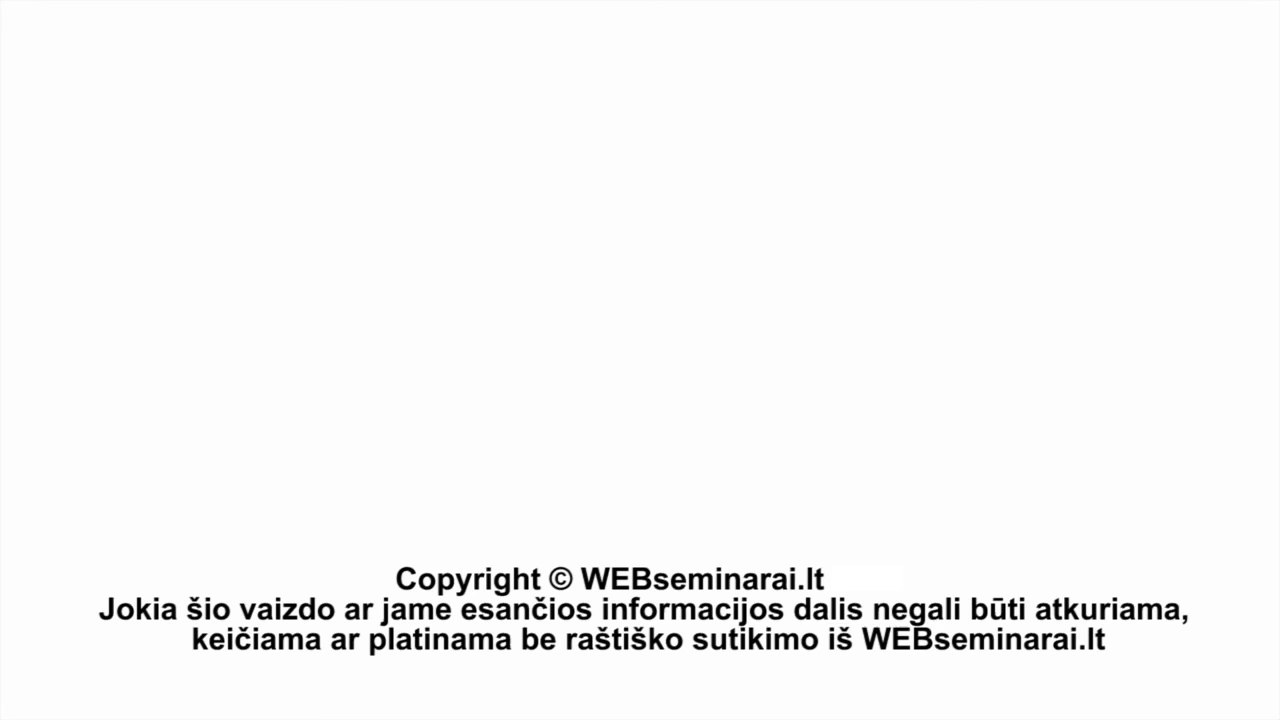 Copyright © WEBseminarai.lt
Jokia šio vaizdo ar jame esančios informacijos dalis negali būti atkuriama,
keičiama ar platinama be raštiško sutikimo iš WEBseminarai.lt